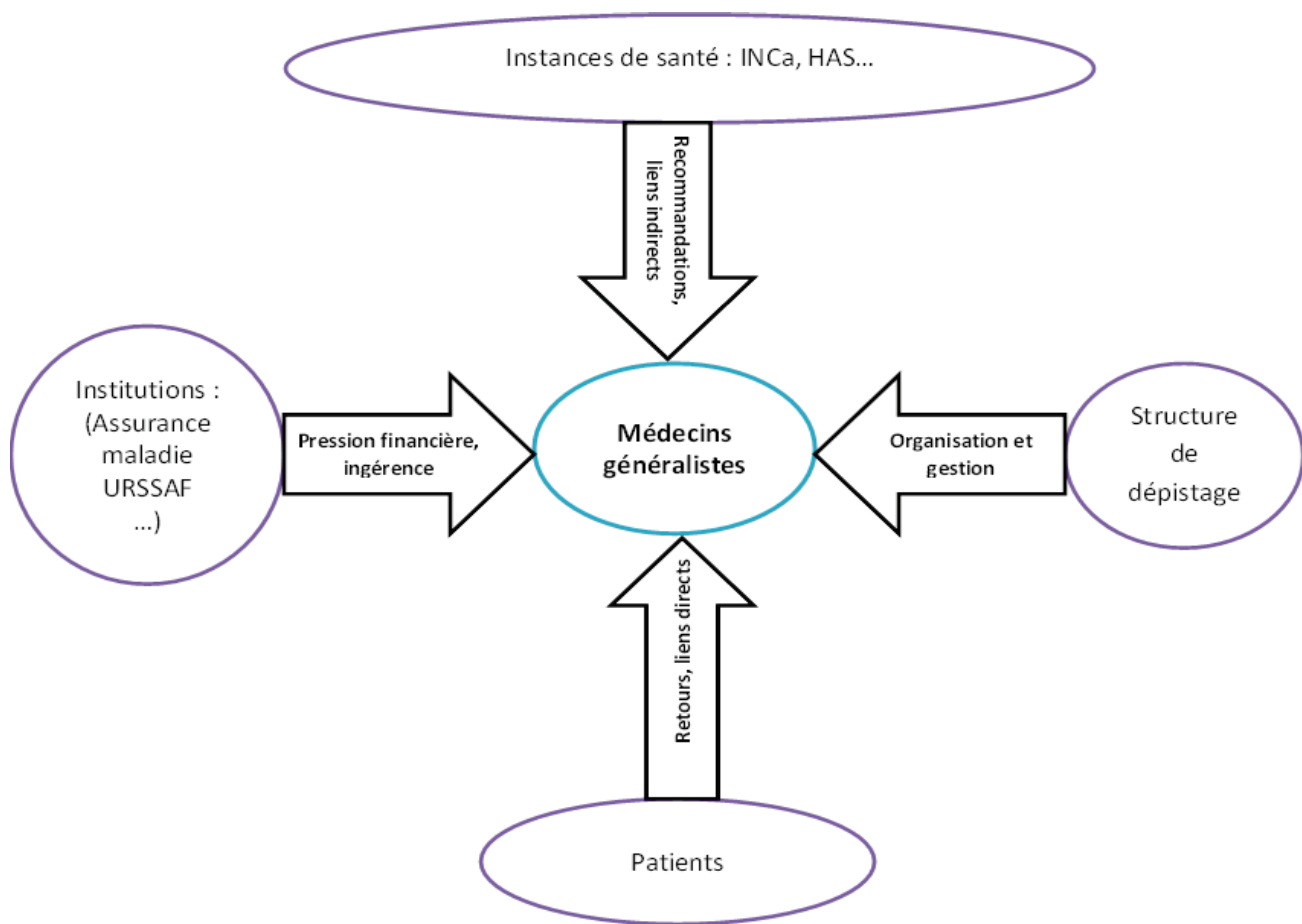 Instances de santé : INCa, HAS...
Recommandations,
liens indirects
Institutions :
(Assurance
maladie
URSSAF
...)
Pression financière,
ingérence
Médecins
généralistes
Organisation et
gestion
Structure
de
dépistage
Retours, liens directs
Patients